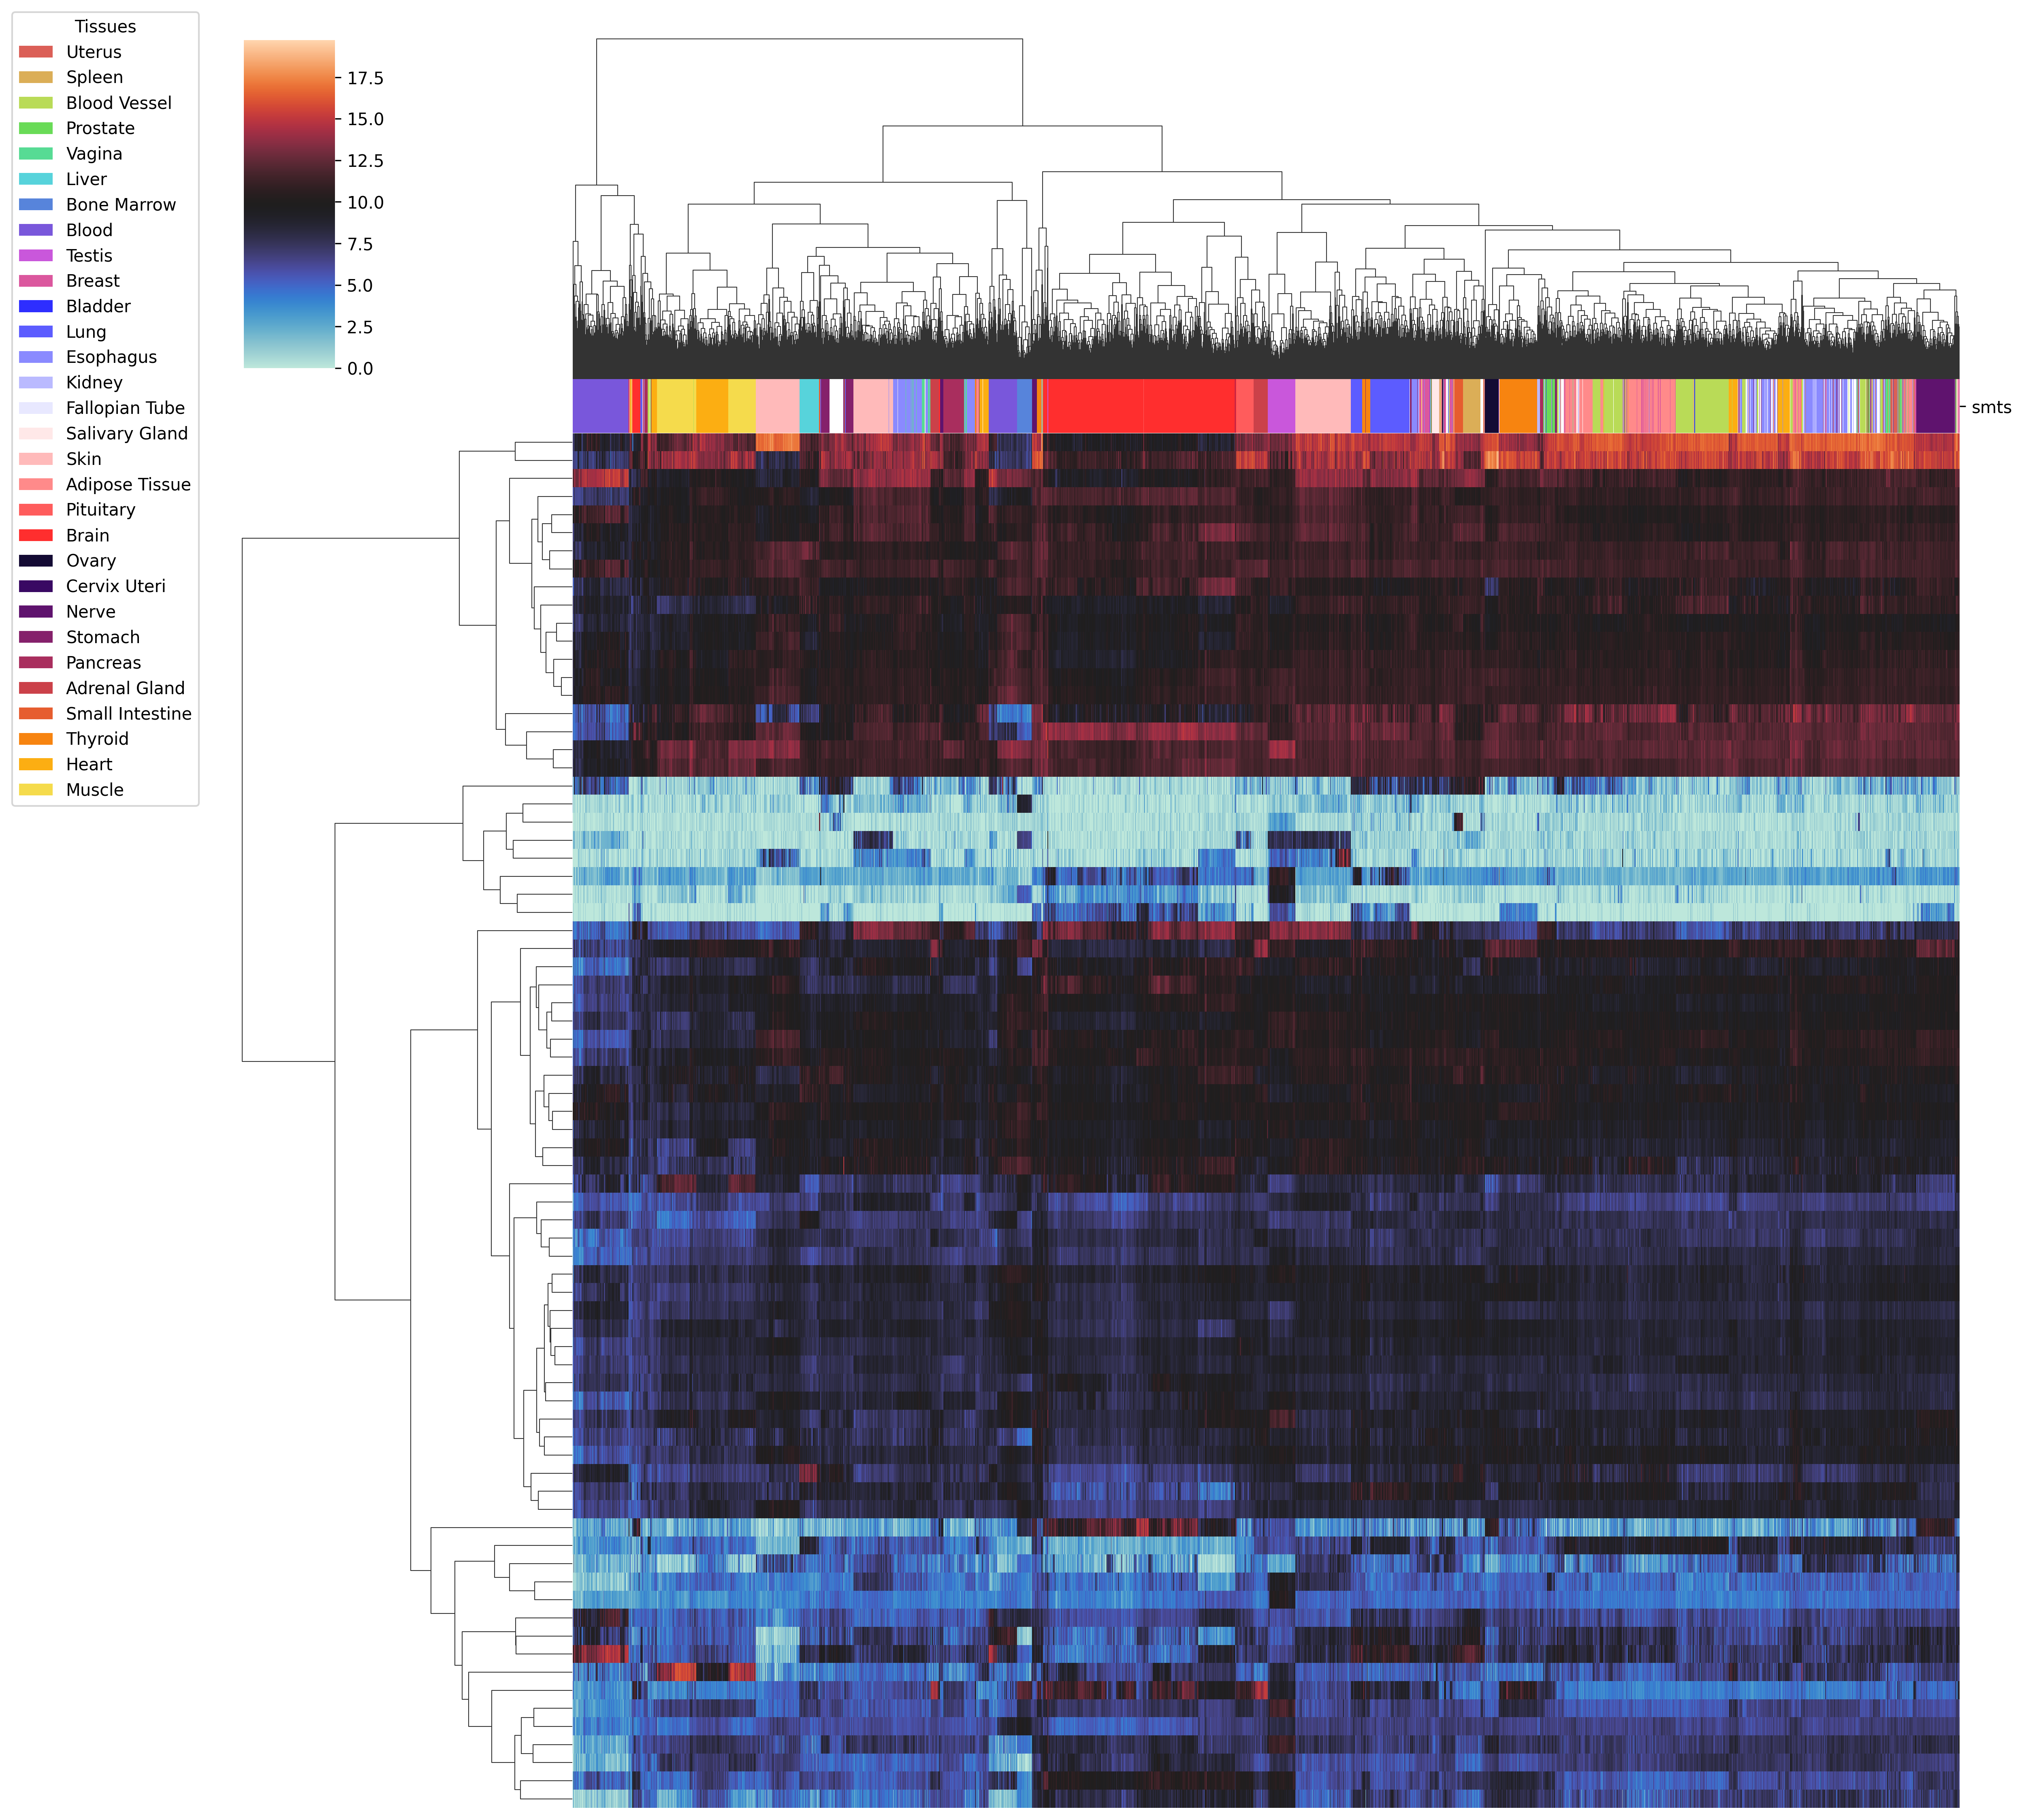 Tissues
Uterus
Spleen
Blood Vessel
Prostate
Vagina
Liver
Bone Marrow
Blood
Testis
Breast
Bladder
Lung
Esophagus
Kidney
Fallopian Tube
Salivary Gland
Skin
Adipose Tissue
Pituitary
Brain
Ovary
Cervix Uteri
Nerve
Stomach
Pancreas
Adrenal Gland
Small Intestine
Thyroid
Heart
Muscle
17.5
15.0
12.5
10.0
7.5
5.0
2.5
0.0
smts